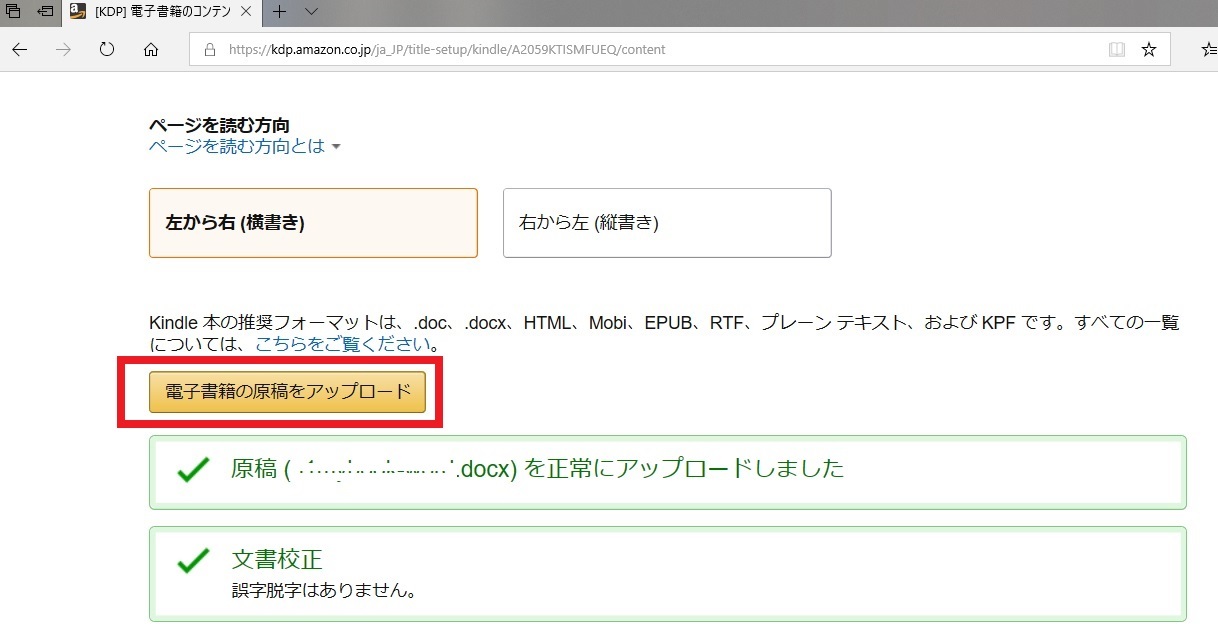 [KDP] 電子書籍のコンテン
https://kdp.amazon.co.jp/ja_JP/title-setup/kindle/A2059KTISMFUEQ/content
ページを読む方向
ページを読む方向とは
左から右 (横書き)
右から左 (縦書き)
Kindle 本の推奨フォーマットは、.doc、.docx、HTML、Mobi、EPUB、RTF、プレーン テキスト、および KPF です。すべての一覧
については、こちらをご覧ください。
電子書籍の原稿をアップロード
原稿 ( .docx) を正常にアップロードしました
文書校正
誤字脱字はありません。